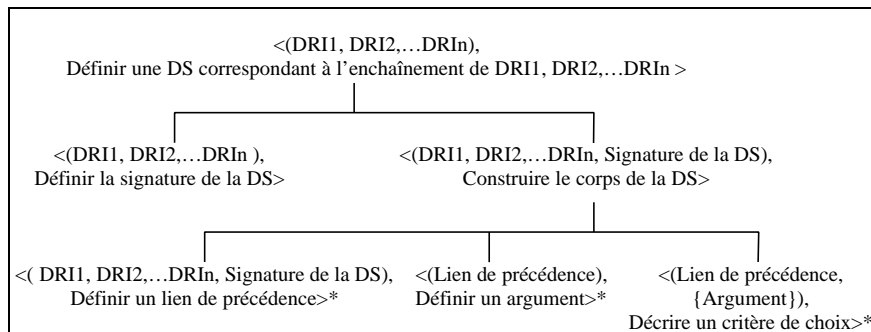 <(DRI1, DRI2,…DRIn),
Définir une DS correspondant à l'enchaînement de DRI1, DRI2,…DRIn >
<(DRI1, DRI2,…DRIn ),
Définir la signature de la DS>
<(DRI1, DRI2,…DRIn, Signature de la DS),
Construire le corps de la DS>
<( DRI1, DRI2,…DRIn, Signature de la DS),
Définir un lien de précédence>*
<(Lien de précédence),
Définir un argument>*
<(Lien de précédence,
{Argument}),
Décrire un critère de choix>*